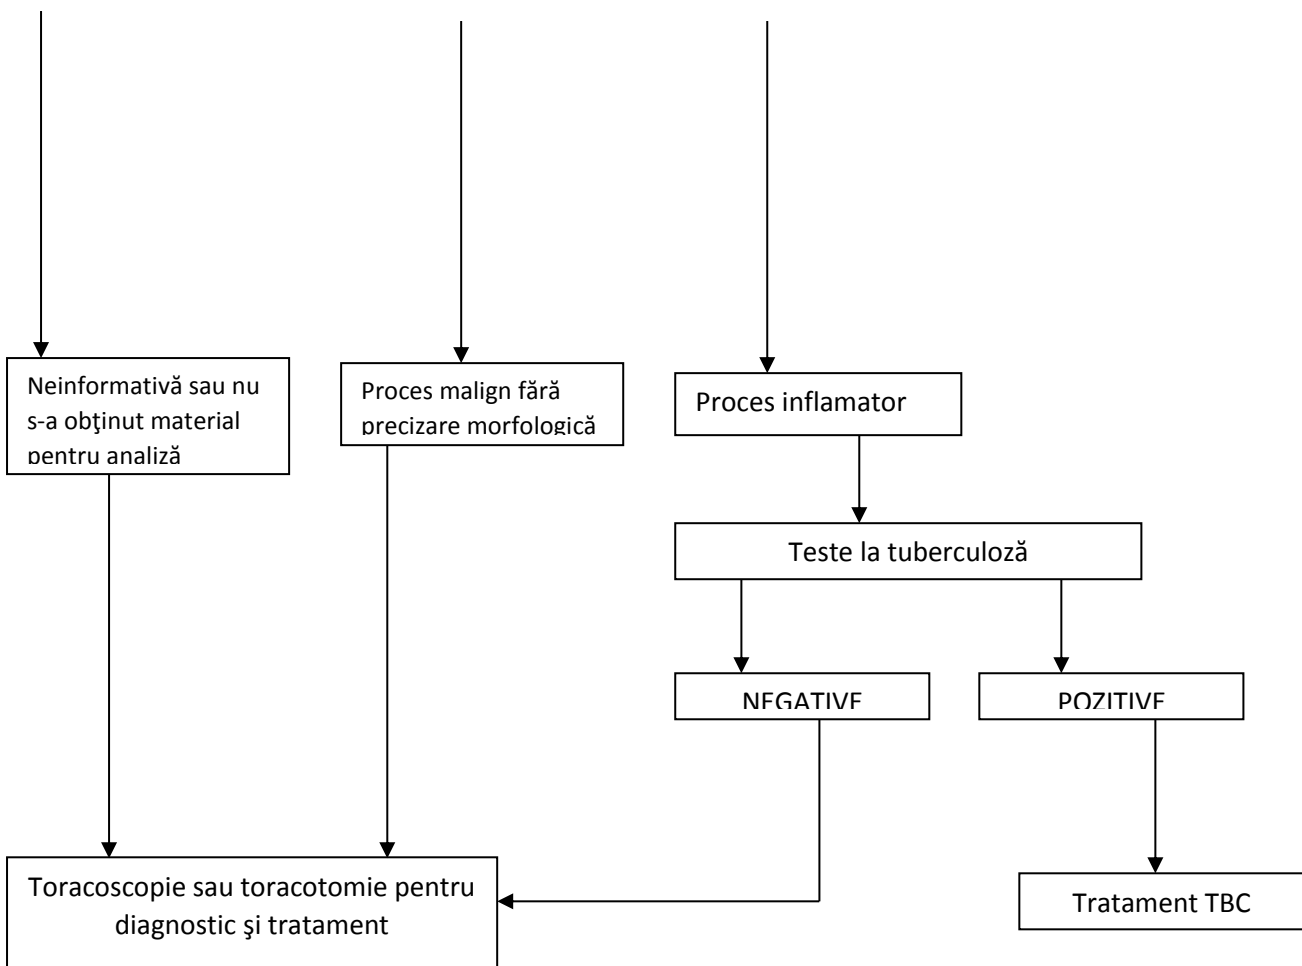 Neinformativă sau nu
s-a obţinut material
pentru analiză
Proces malign fără
precizare morfologică
Proces inflamator
Teste la tuberculoză
NEGATIVE
POZITIVE
Toracoscopie sau toracotomie pentru
diagnostic şi tratament
Tratament TBC